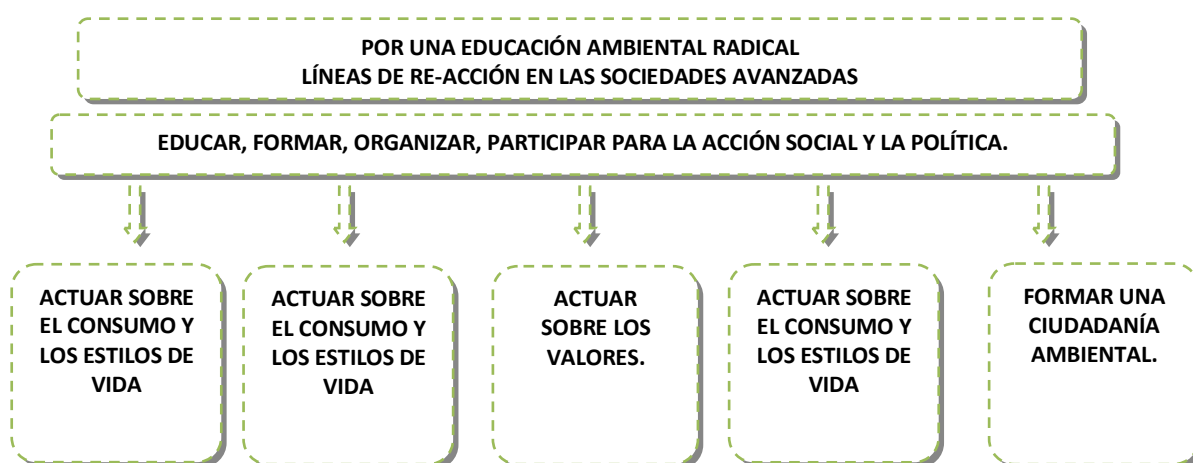 POR UNA EDUCACIÓN AMBIENTAL RADICAL
LÍNEAS DE RE-ACCIÓN EN LAS SOCIEDADES AVANZADAS
EDUCAR, FORMAR, ORGANIZAR, PARTICIPAR PARA LA ACCIÓN SOCIAL Y LA POLÍTICA.
ACTUAR SOBRE
EL CONSUMO Y
LOS ESTILOS DE
VIDA
ACTUAR SOBRE
EL CONSUMO Y
LOS ESTILOS DE
VIDA
ACTUAR
SOBRE LOS
VALORES.
ACTUAR SOBRE
EL CONSUMO Y
LOS ESTILOS DE
VIDA
FORMAR UNA
CIUDADANÍA
AMBIENTAL.